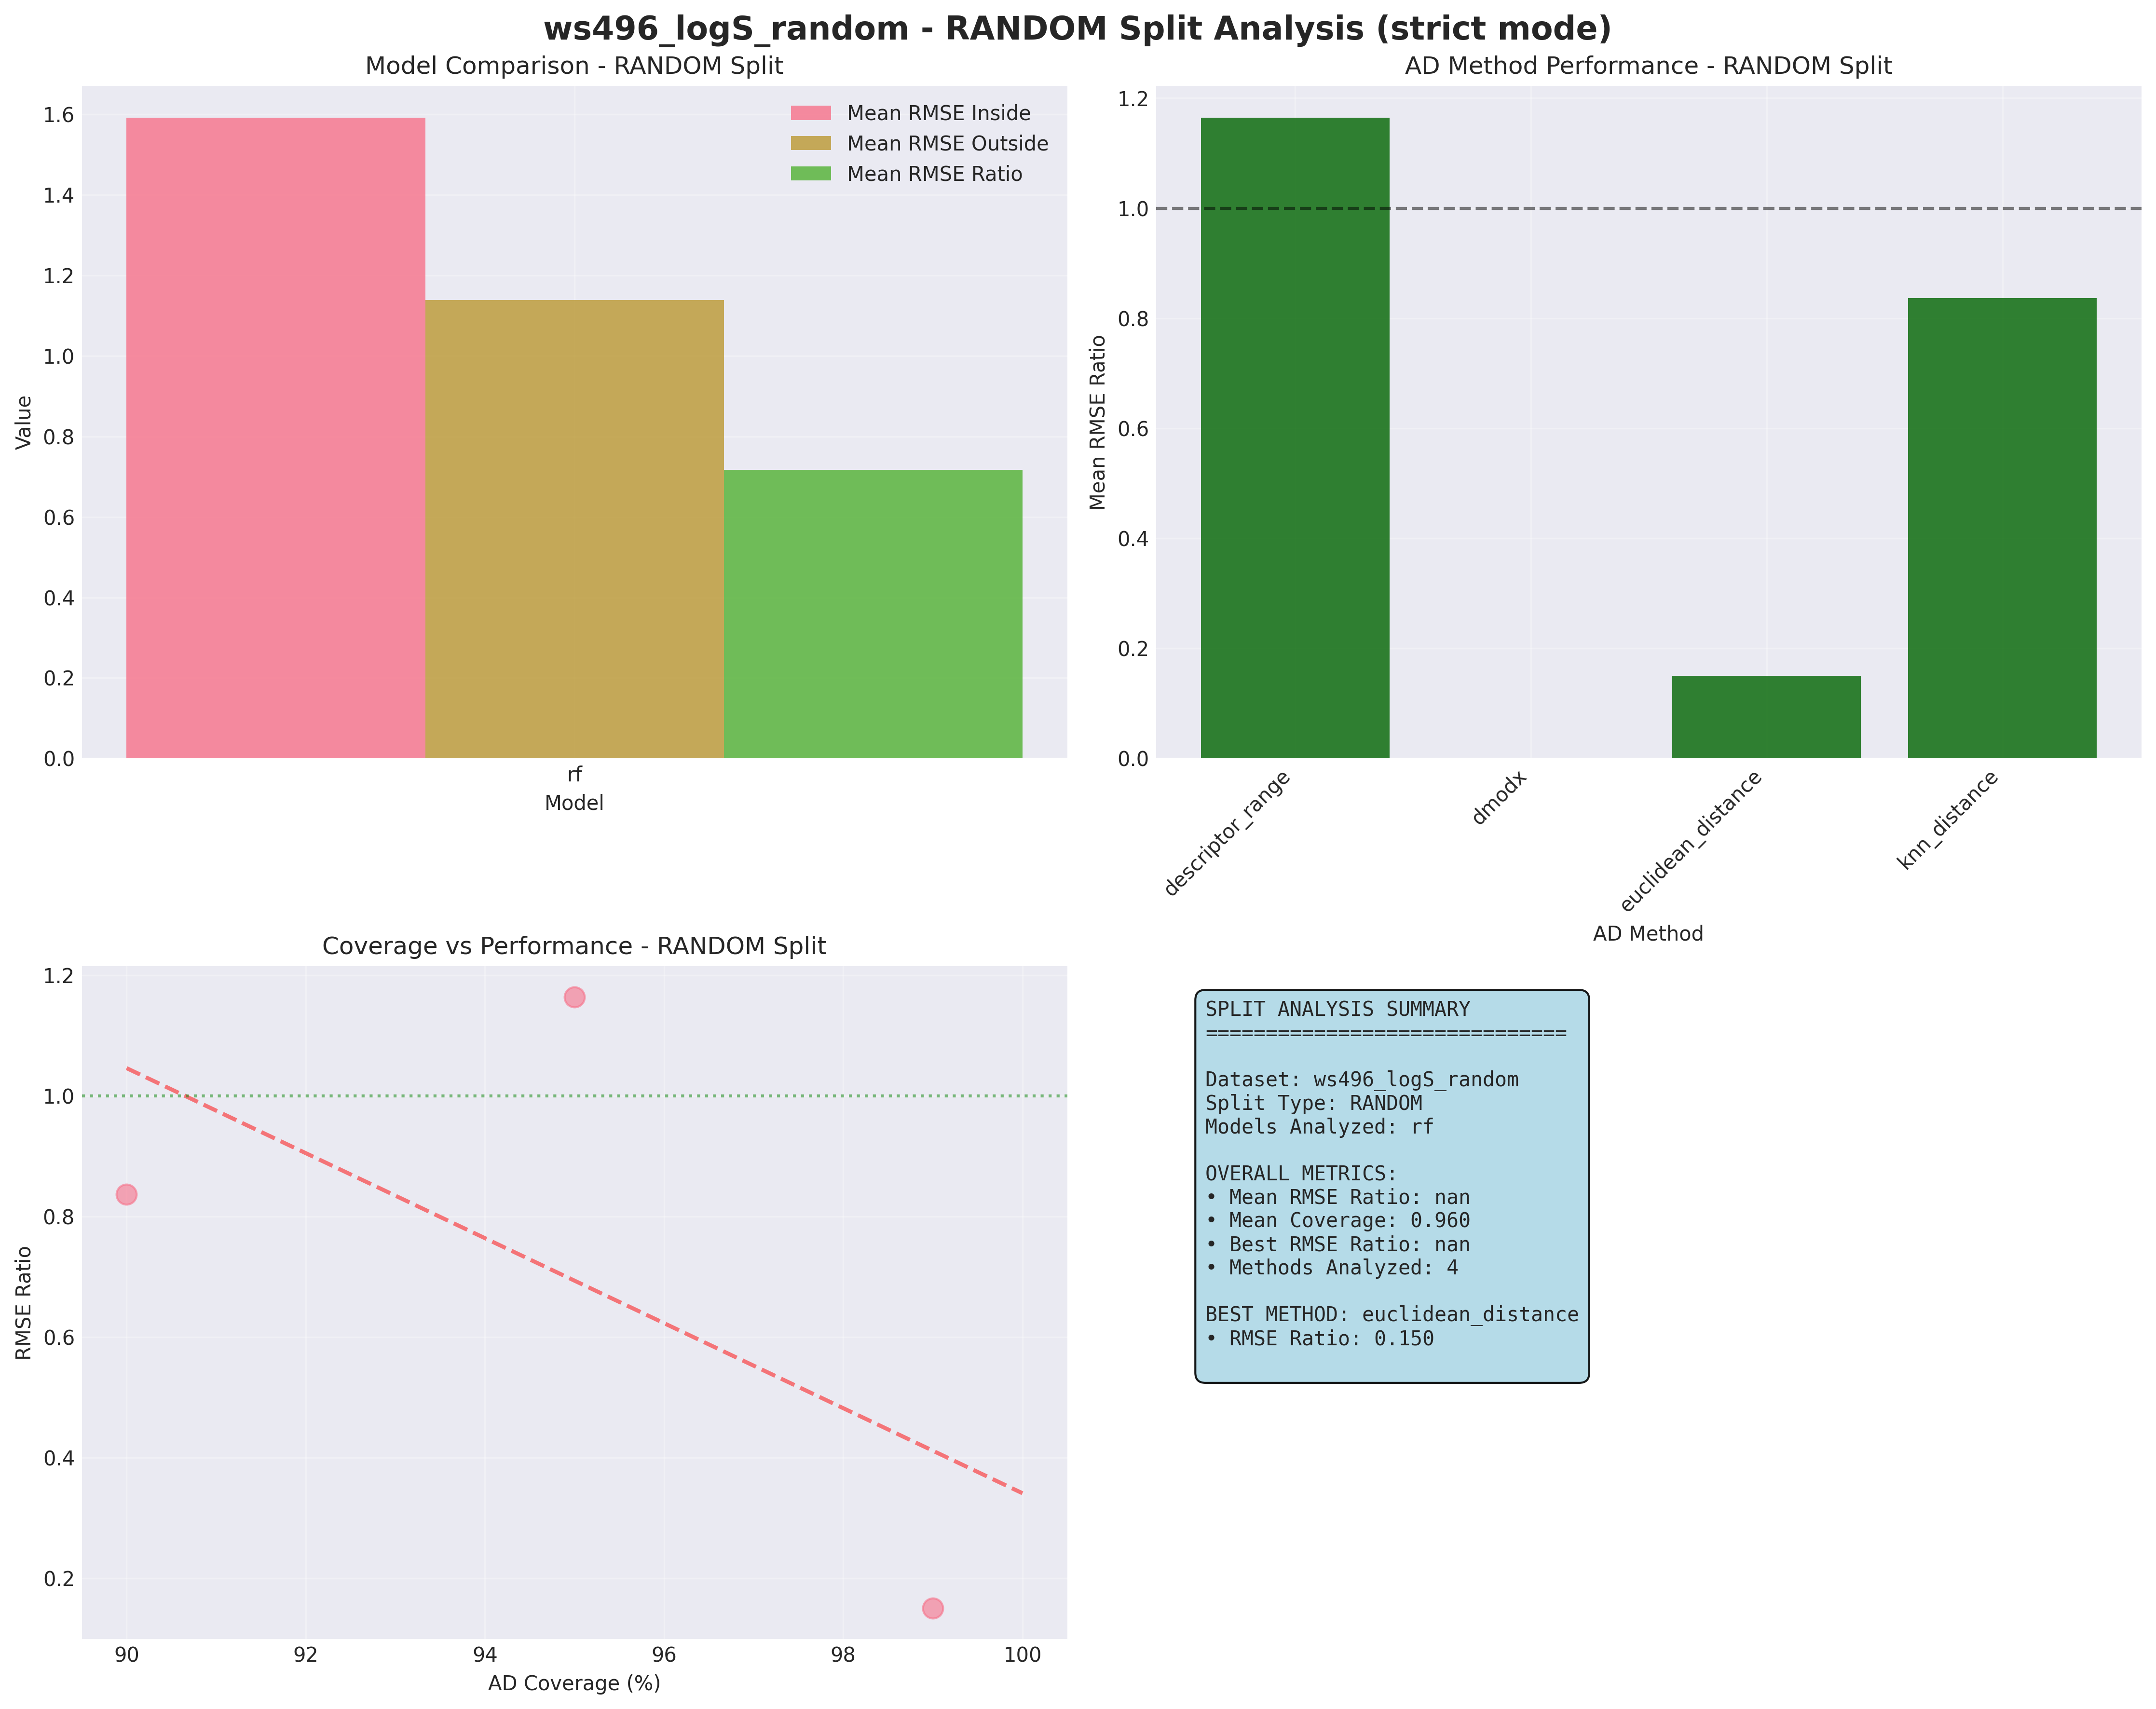 ws496_logS_random - RANDOM Split Analysis (strict mode)
Model Comparison - RANDOM Split
Mean RMSE Inside
Mean RMSE Outside
Mean RMSE Ratio
Value
1.6
1.4
1.2
1.0
0.8
0.6
0.4
0.2
0.0
rf
Model
AD Method Performance - RANDOM Split
Mean RMSE Ratio
1.2
1.0
0.8
0.6
0.4
0.2
0.0
descriptor_range
dmodx
euclidean_distance
knn_distance
AD Method
Coverage vs Performance - RANDOM Split
RMSE Ratio
1.2
1.0
0.8
0.6
0.4
0.2
90
92
94
96
98
100
AD Coverage (%)
SPLIT ANALYSIS SUMMARY
==============================
Dataset: ws496_logS_random
Split Type: RANDOM
Models Analyzed: rf
OVERALL METRICS:
• Mean RMSE Ratio: nan
• Mean Coverage: 0.960
• Best RMSE Ratio: nan
• Methods Analyzed: 4
BEST METHOD: euclidean_distance
• RMSE Ratio: 0.150